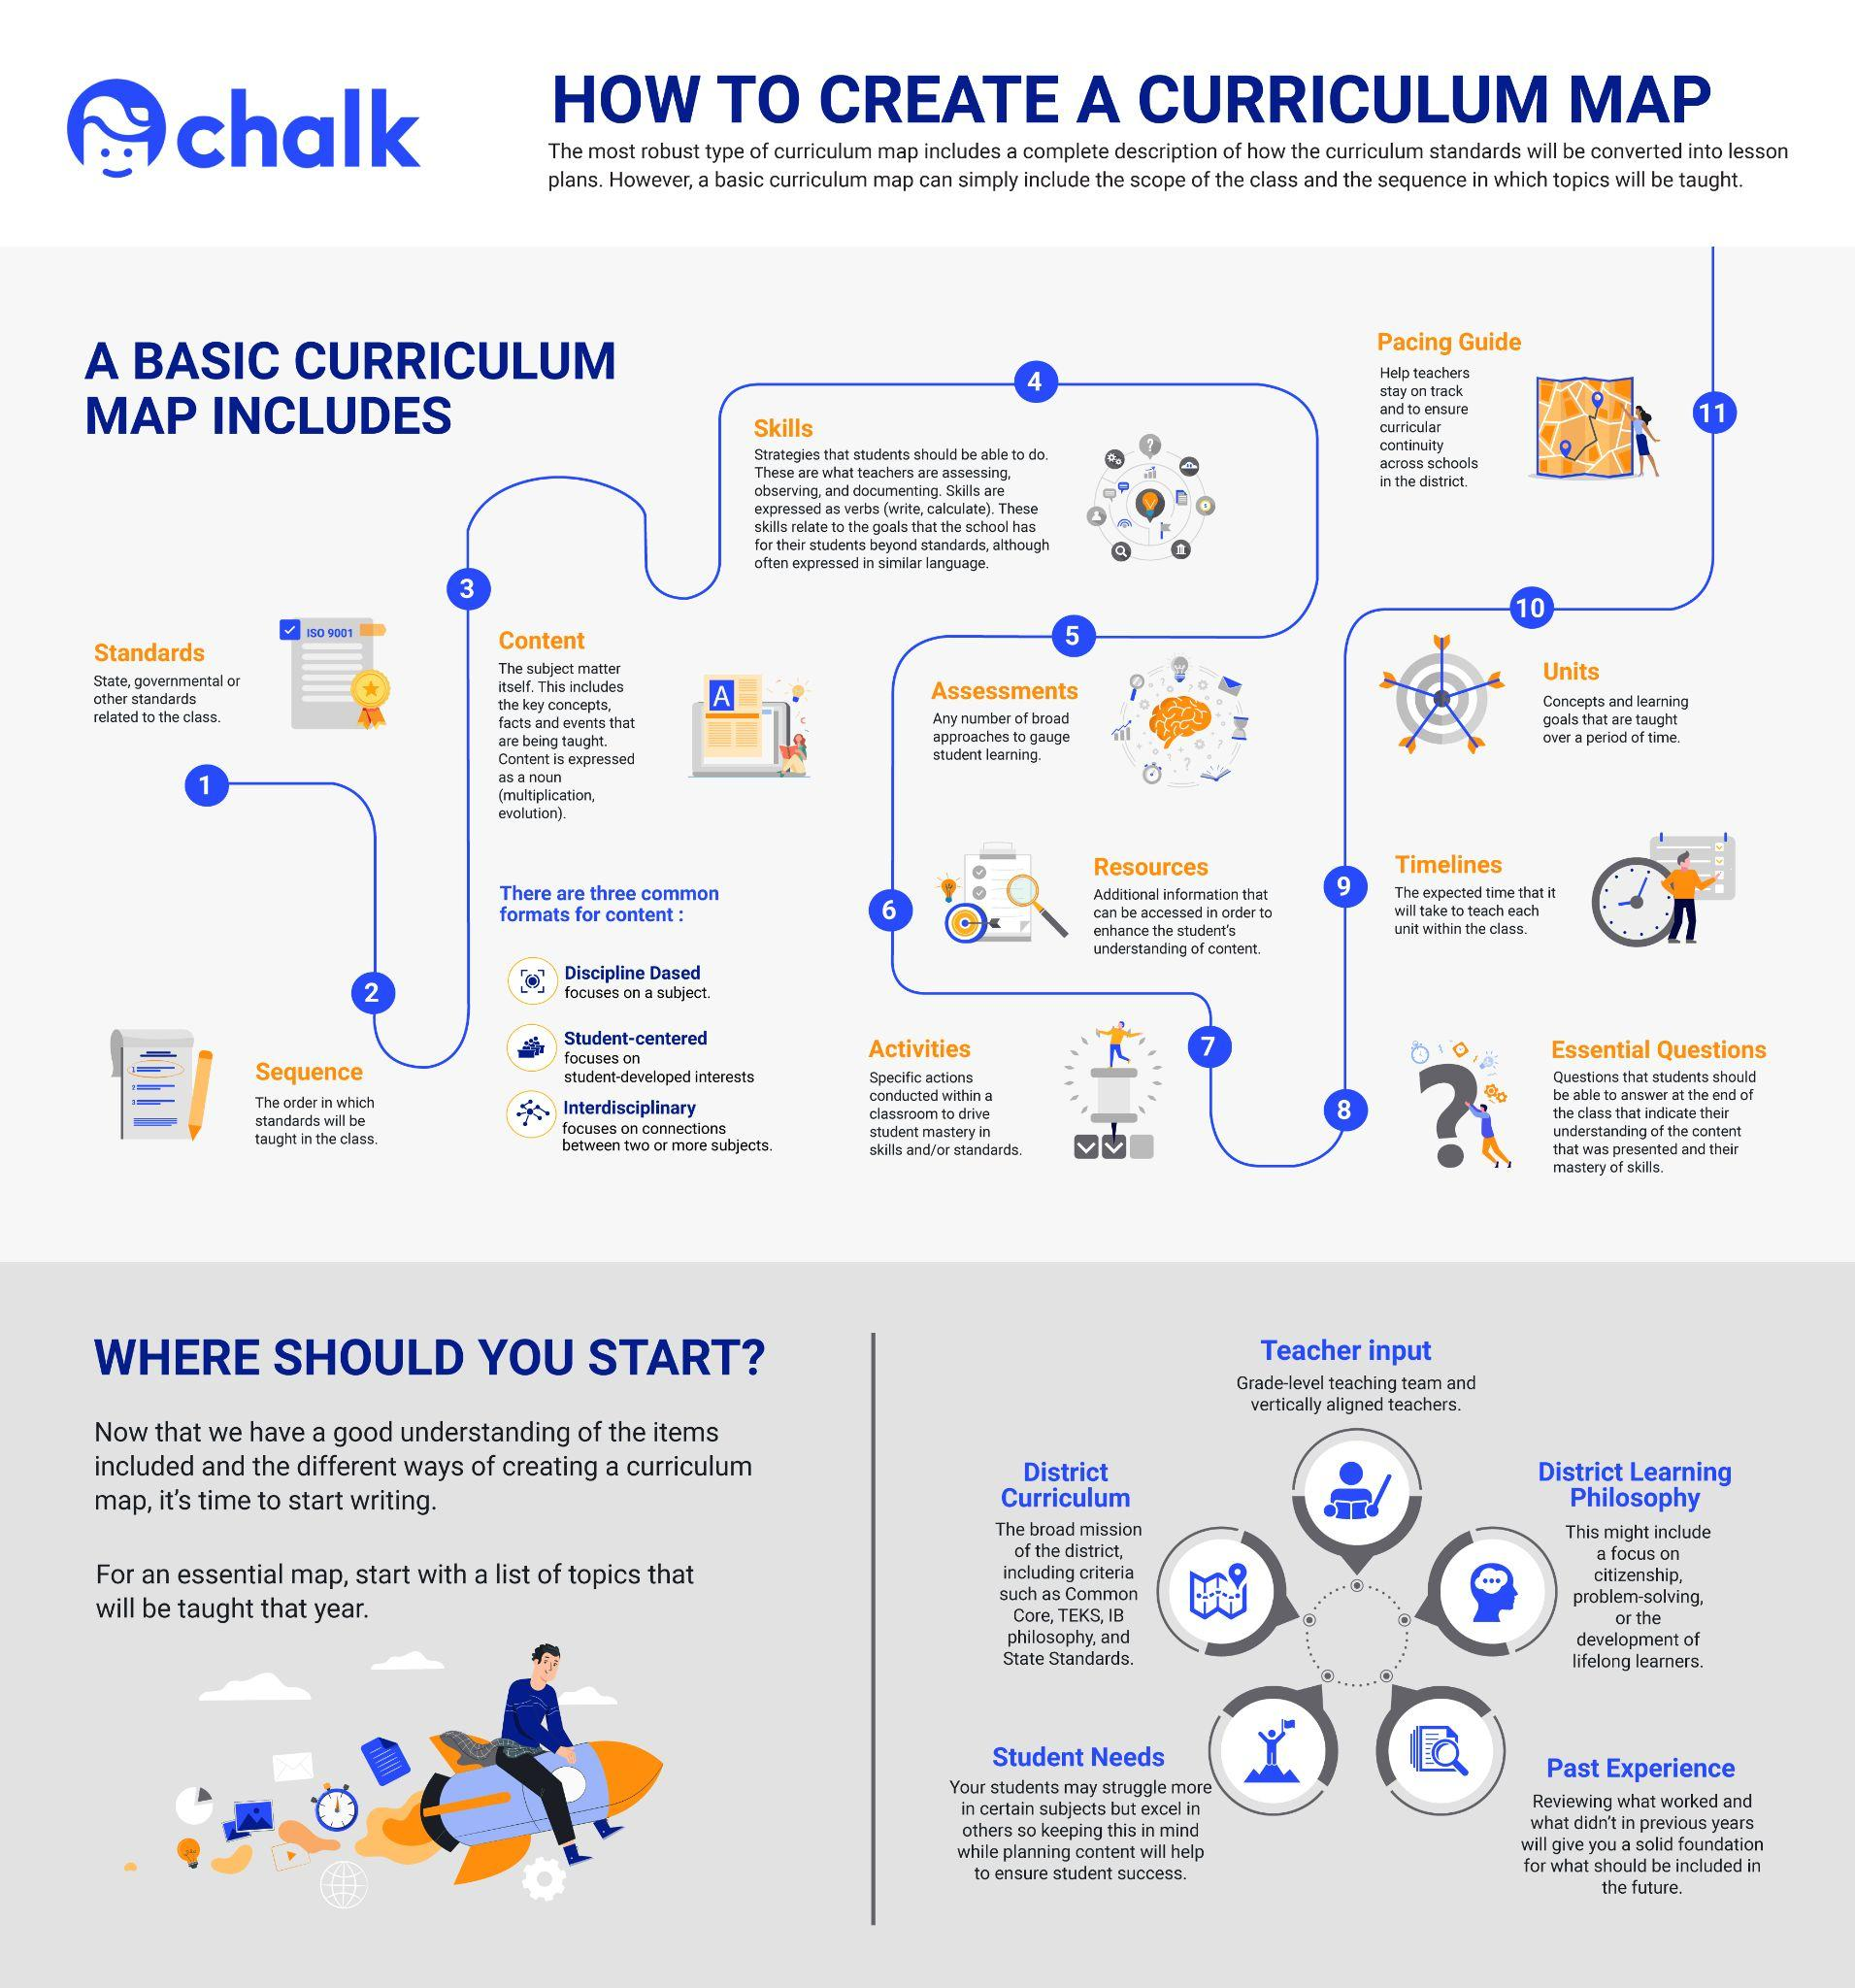 chalk
HOW TO CREATE A CURRICULUM MAP
The most robust type of curriculum map includes a complete description of how the curriculum standards will be converted into lesson
plans. However, a basic curriculum map can simply include the scope of the class and the sequence in which topics will be taught.
A BASIC CURRICULUM
MAP INCLUDES
1
Standards
State, governmental or
other standards
related to the class.
ISO 9001
2
Sequence
The order in which
standards will be
taught in the class.
1
2
3
3
Content
The subject matter
itself. This includes
the key concepts,
facts and events that
are being taught.
Content is expressed
as a noun
(multiplication,
evolution).
A
There are three common
formats for content :
Discipline Dased
focuses on a subject.
Student-centered
focuses on
student-developed interests
Interdisciplinary
focuses on connections
between two or more subjects.
4
Skills
Strategies that students should be able to do.
These are what teachers are assessing,
observing, and documenting. Skills are
expressed as verbs (write, calculate). These
skills relate to the goals that the school has
for their students beyond standards, although
often expressed in similar language.
5
Assessments
Any number of broad
approaches to gauge
student learning.
6
Resources
Additional information that
can be accessed in order to
enhance the student's
understanding of content.
7
Activities
Specific actions
conducted within a
classroom to drive
student mastery in
skills and/or standards.
8
Essential Questions
Questions that students should
be able to answer at the end of
the class that indicate their
understanding of the content
that was presented and their
mastery of skills.
9
Timelines
The expected time that it
will take to teach each
unit within the class.
10
Units
Concepts and learning
goals that are taught
over a period of time.
11
Pacing Guide
Help teachers
stay on track
and to ensure
curricular
continuity
across schools
in the district.
WHERE SHOULD YOU START?
Now that we have a good understanding of the items
included and the different ways of creating a curriculum
map, it's time to start writing.
For an essential map, start with a list of topics that
will be taught that year.
Teacher input
Grade-level teaching team and
vertically aligned teachers.
District
Curriculum
The broad mission
of the district,
including criteria
such as Common
Core, TEKS, IB
philosophy, and
State Standards.
District Learning
Philosophy
This might include
a focus on
citizenship,
problem-solving,
or the
development of
lifelong learners.
Student Needs
Your students may struggle more
in certain subjects but excel in
others so keeping this in mind
while planning content will help
to ensure student success.
Past Experience
Reviewing what worked and
what didn't in previous years
will give you a solid foundation
for what should be included in
the future.